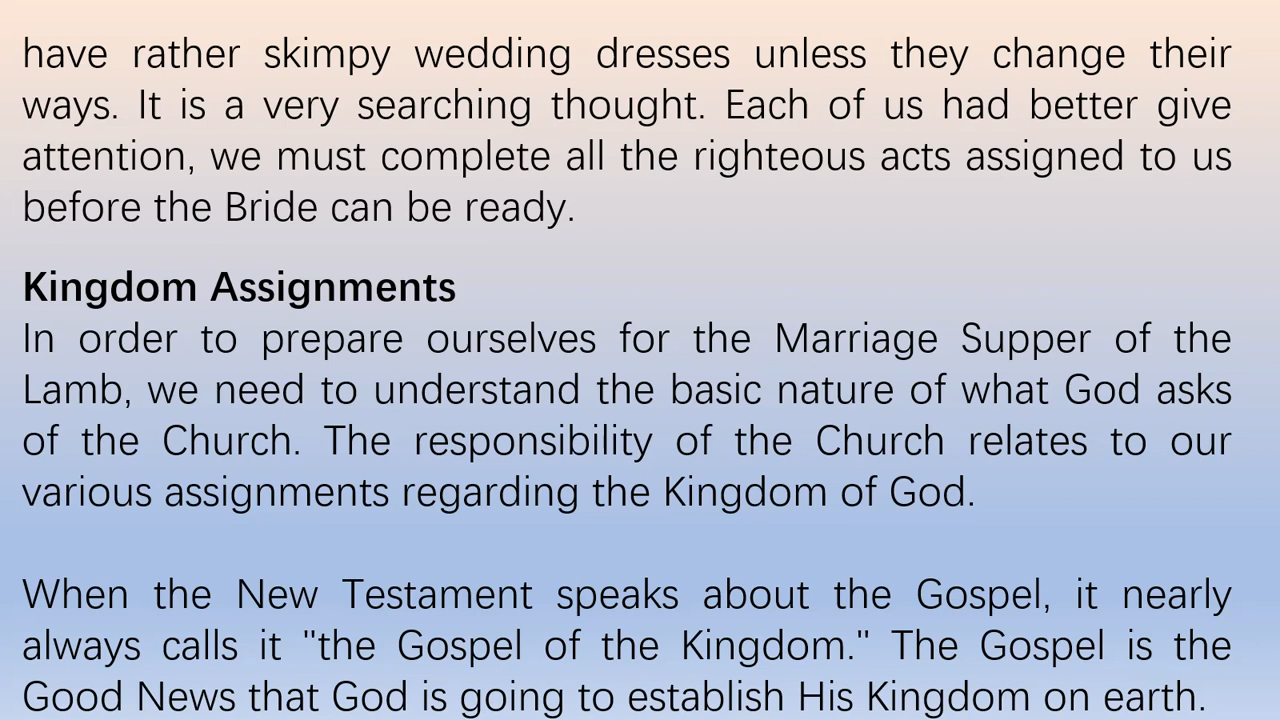 have rather skimpy wedding dresses unless they change their
ways. It is a very searching thought. Each of us had better give
attention, we must complete all the righteous acts assigned to us
before the Bride can be ready.
Kingdom Assignments
In order to prepare ourselves for the Marriage Supper of the
Lamb, we need to understand the basic nature of what God asks
of the Church. The responsibility of the Church relates to our
various assignments regarding the Kingdom of God.
When the New Testament speaks about the Gospel, it nearly
always calls it "the Gospel of the Kingdom." The Gospel is the
Good News that God is going to establish His Kingdom on earth.